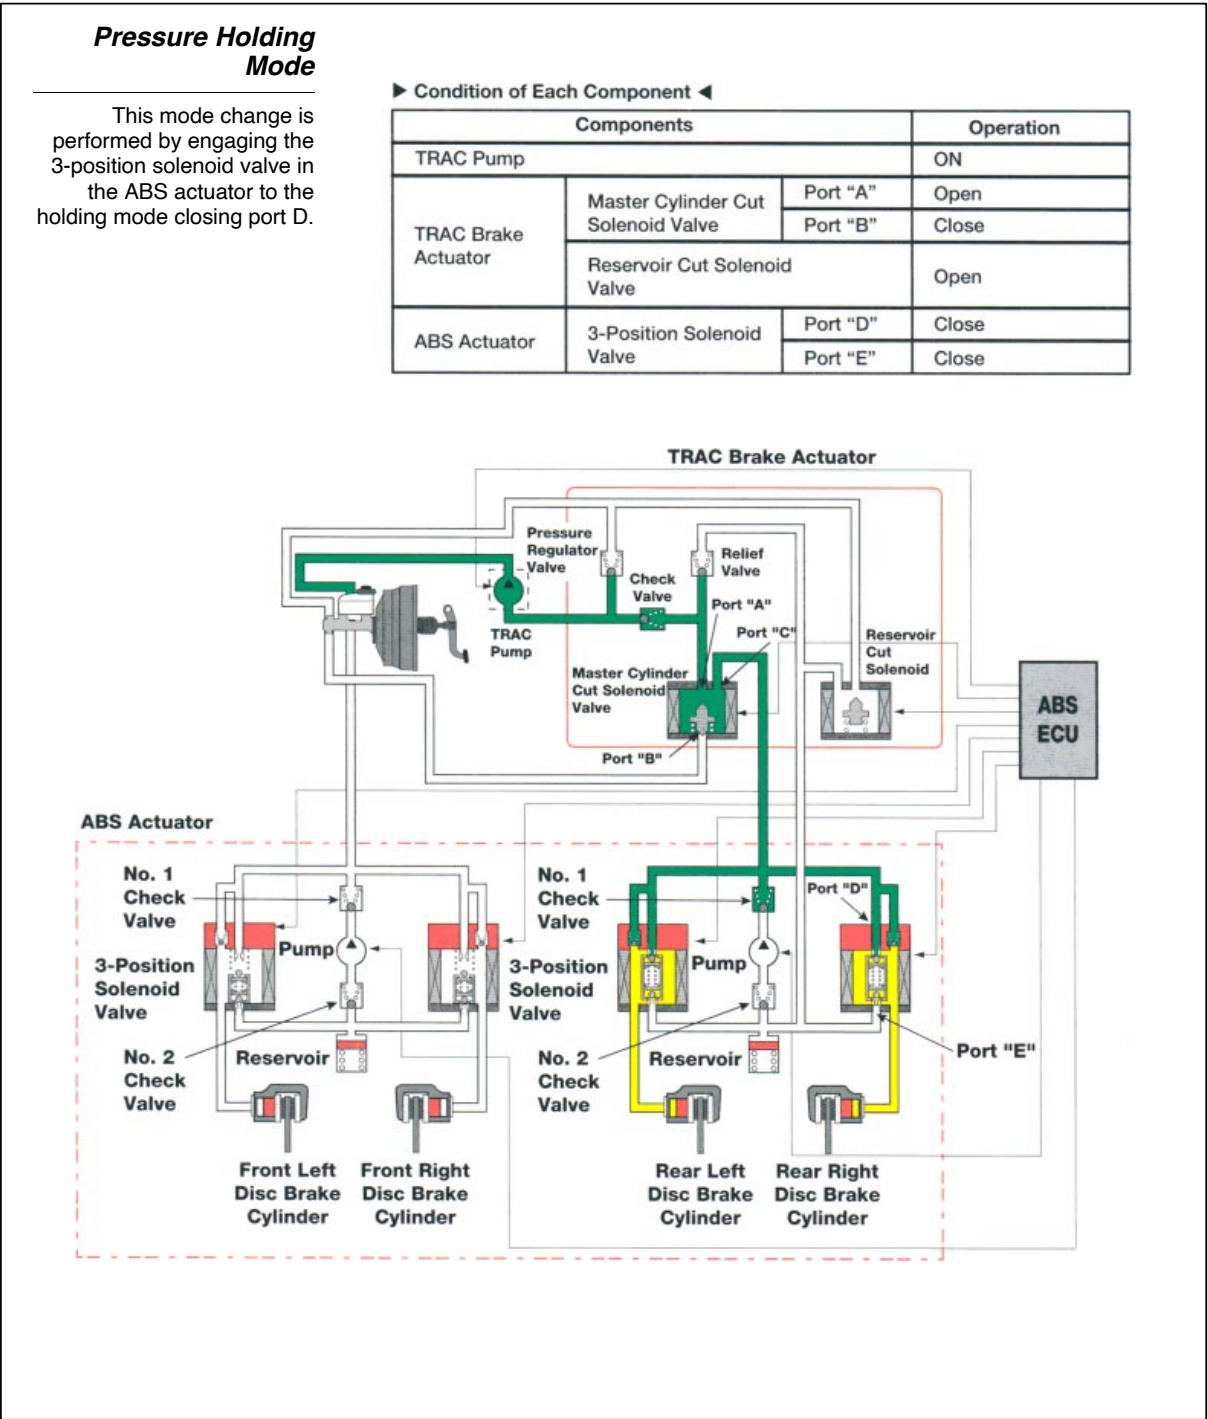 Pressure Holding
Mode
This mode change is
performed by engaging the
3-position solenoid valve in
the ABS actuator to the
holding mode closing port D.
▶ Condition of Each Component ◀
Components Operation
TRAC Pump ON
TRAC Brake
Actuator
Master Cylinder Cut
Solenoid Valve
Port “A” Open
Port “B” Close
Reservoir Cut Solenoid
Valve
Open
ABS Actuator
3-Position Solenoid
Valve
Port “D” Close
Port “E” Close
TRAC Brake Actuator
Pressure
Regulator
Valve
Relief
Valve
Check
Valve
Port "A"
Port "C"
TRAC
Pump
Reservoir
Cut
Solenoid
Master Cylinder
Cut Solenoid
Valve
Port "B"
ABS
ECU
ABS Actuator
No. 1
Check
Valve
Pump
3-Position
Solenoid
Valve
No. 2
Check
Valve
Reservoir
No. 1
Check
Valve
Port "D"
Pump
3-Position
Solenoid
Valve
No. 2
Check
Valve
Reservoir
Port "E"
Front Left
Disc Brake
Cylinder
Front Right
Disc Brake
Cylinder
Rear Left
Disc Brake
Cylinder
Rear Right
Disc Brake
Cylinder